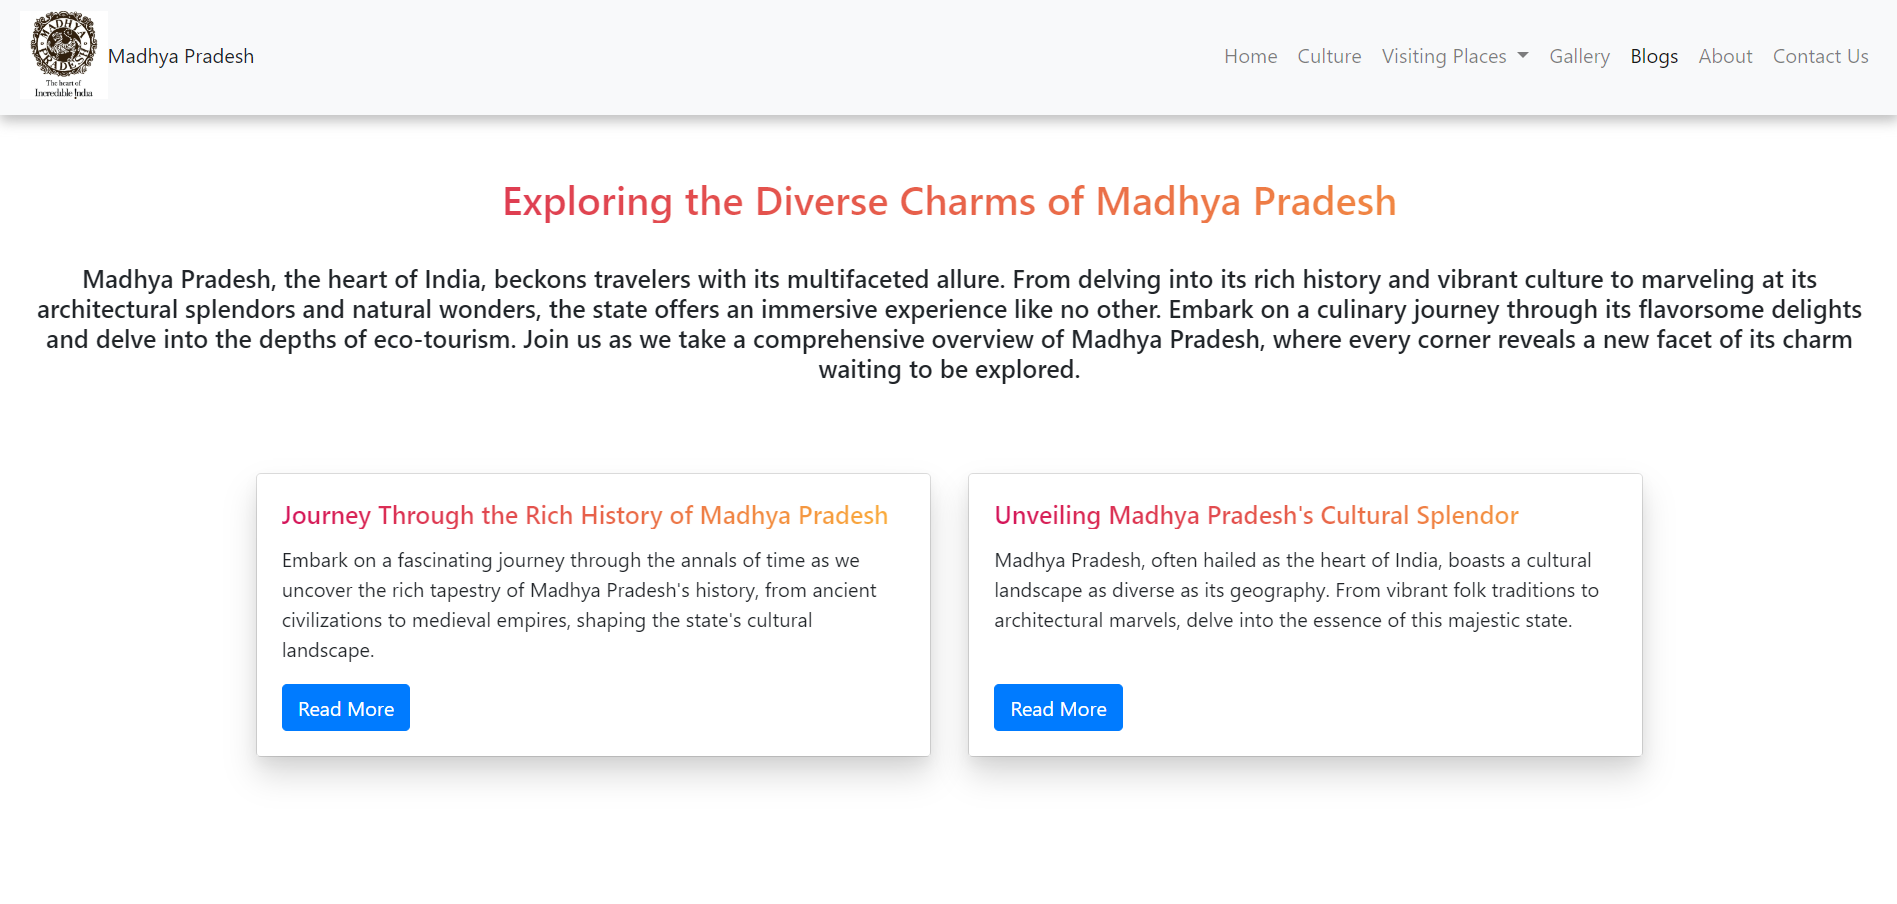 MADHYA PRADESH
The heart of
Incredible India
Madhya Pradesh
Home Culture Visiting Places Gallery Blogs About Contact Us
Exploring the Diverse Charms of Madhya Pradesh
Madhya Pradesh, the heart of India, beckons travelers with its multifaceted allure. From delving into its rich history and vibrant culture to marveling at its
architectural splendors and natural wonders, the state offers an immersive experience like no other. Embark on a culinary journey through its flavorsome delights
and delve into the depths of eco-tourism. Join us as we take a comprehensive overview of Madhya Pradesh, where every corner reveals a new facet of its charm
waiting to be explored.
Journey Through the Rich History of Madhya Pradesh
Embark on a fascinating journey through the annals of time as we
uncover the rich tapestry of Madhya Pradesh's history, from ancient
civilizations to medieval empires, shaping the state's cultural
landscape.
Read More
Unveiling Madhya Pradesh's Cultural Splendor
Madhya Pradesh, often hailed as the heart of India, boasts a cultural
landscape as diverse as its geography. From vibrant folk traditions to
architectural marvels, delve into the essence of this majestic state.
Read More